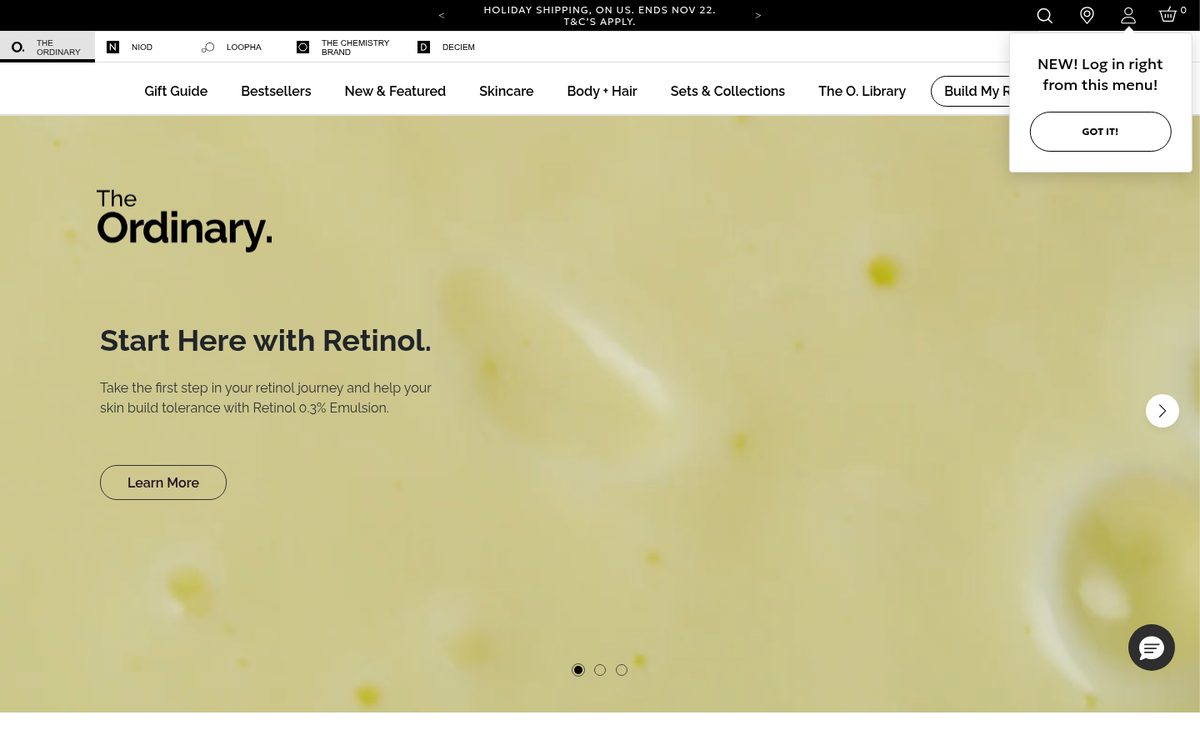 <
HOLIDAY SHIPPING, ON US. ENDS NOV 22.
T&C'S APPLY.
>
0
O.
THE
ORDINARY
N
NIOD
LOOPHA
THE CHEMISTRY
BRAND
D
DECIEM
NEW! Log in right
from this menu!
GOT IT!
Gift Guide
Bestsellers
New & Featured
Skincare
Body + Hair
Sets & Collections
The O. Library
Build My R
The
Ordinary.
Start Here with Retinol.
Take the first step in your retinol journey and help your
skin build tolerance with Retinol 0.3% Emulsion.
Learn More